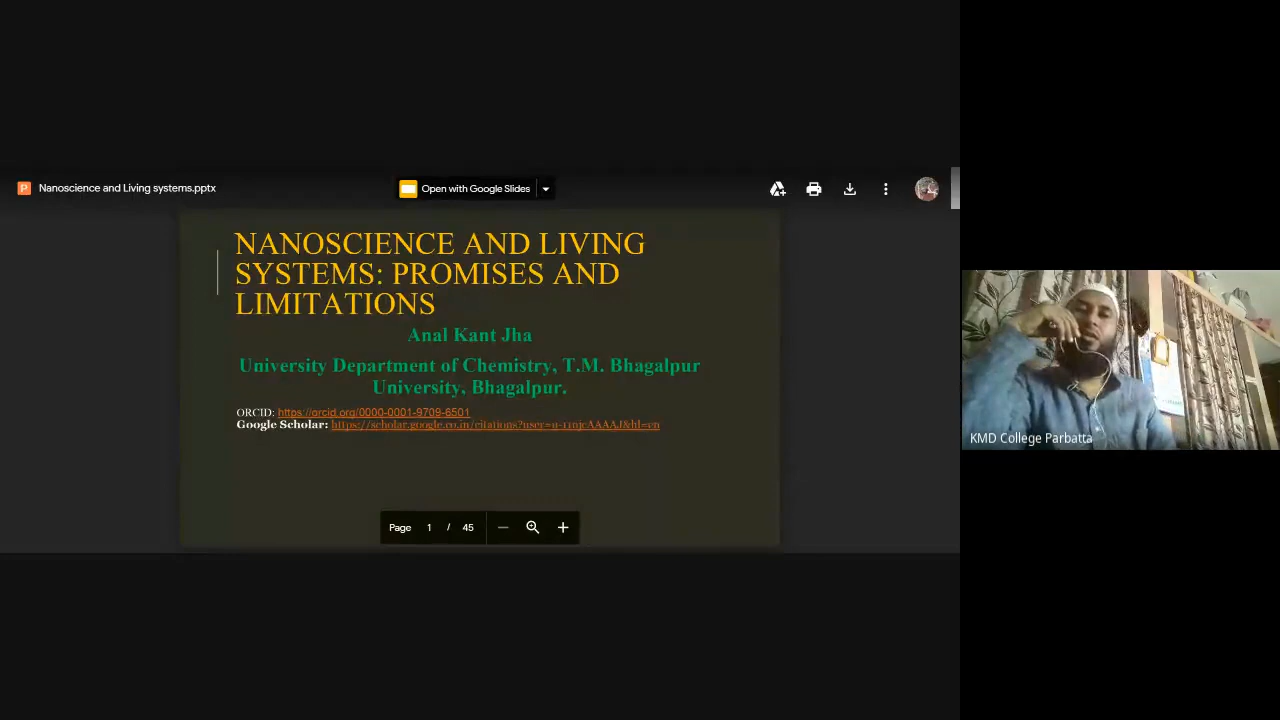 Nanoscience and Living systems.pptx
Open with Google Slides
NANOSCIENCE AND LIVING
SYSTEMS: PROMISES AND
LIMITATIONS
Anal Kant Jha
University Department of Chemistry, T.M. Bhagalpur
University, Bhagalpur.
ORCID: https://orcid.org/0000-0001-9709-6501
Google Scholar:
Page 1 / 45
KMD College Parbatta